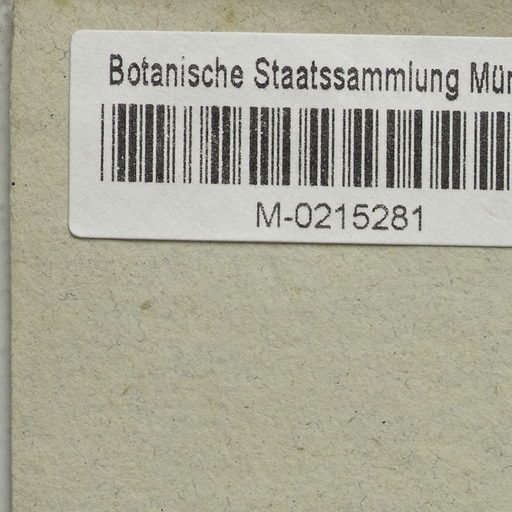 Botanische Staatssammlung Mün
M-0215281